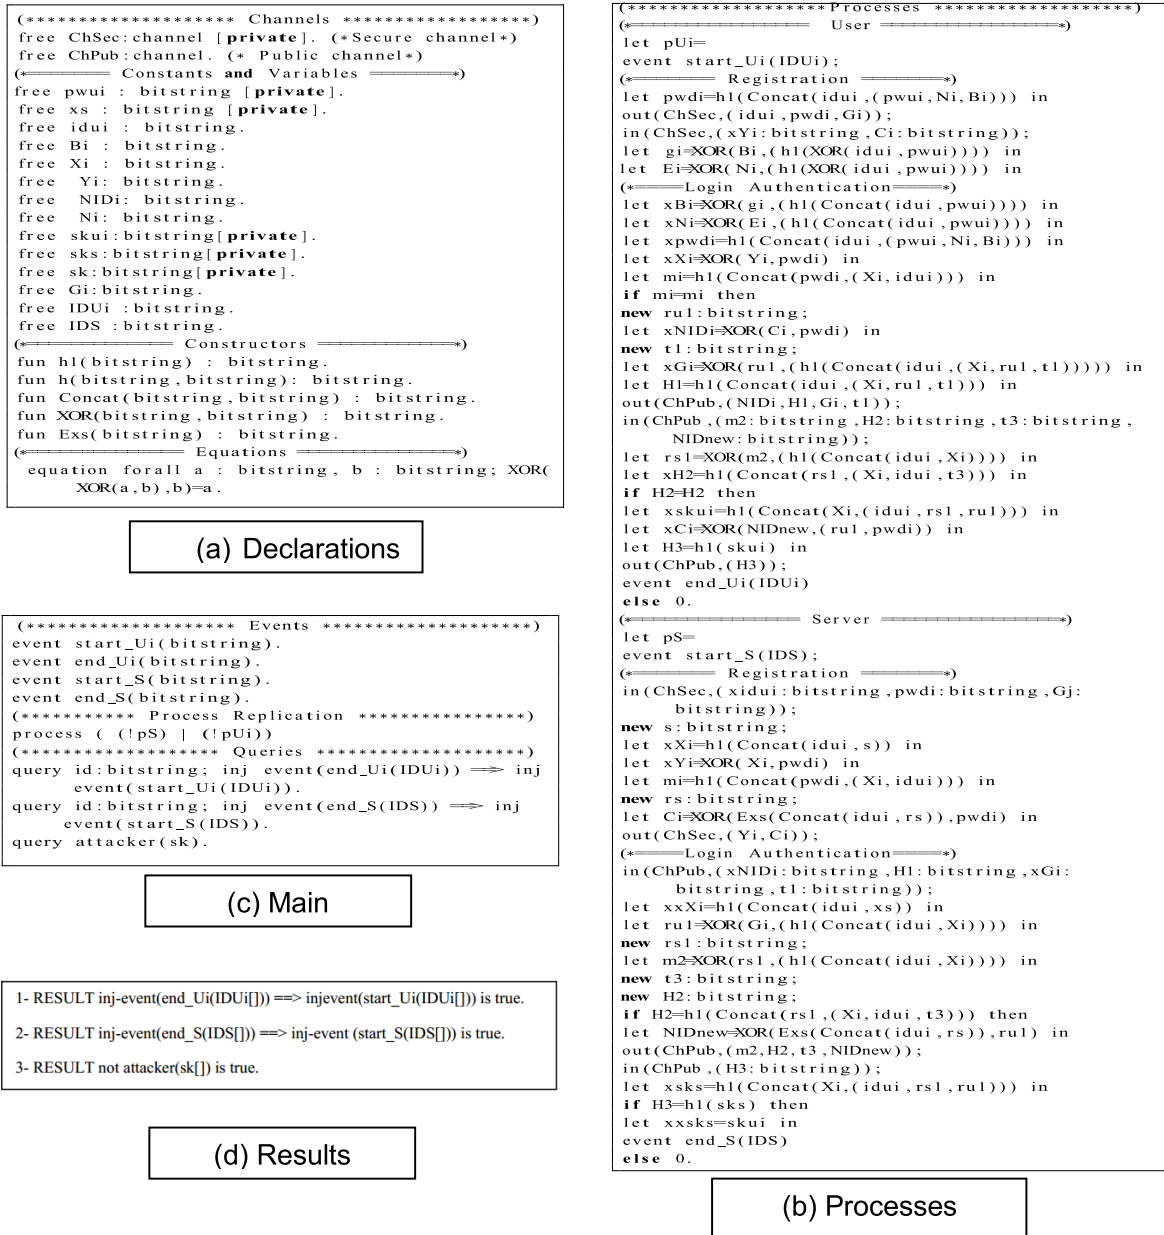 (******************** Channels ******************)
free ChSec:channel [private]. (*Secure channel*)
free ChPub:channel. (* Public channel*)
(*======== Constants and Variables ========*)
free pwui : bitstring [private].
free xs : bitstring [private].
free idui : bitstring.
free Bi : bitstring.
free Xi : bitstring.
free Yi: bitstring.
free NIDi: bitstring.
free Ni: bitstring.
free skui:bitstring[private].
free sks:bitstring[private].
free sk:bitstring[private].
free Gi:bitstring.
free IDUi :bitstring.
free IDS :bitstring.
(*============== Constructors ==============*)
fun h1(bitstring) : bitstring.
fun h(bitstring,bitstring): bitstring.
fun Concat(bitstring,bitstring) : bitstring.
fun XOR(bitstring,bitstring) : bitstring.
fun Exs(bitstring) : bitstring.
(*=============== Equations ===============*)
equation forall a : bitstring, b : bitstring; XOR(
XOR(a,b),b)=a.
(a) Declarations
(******************** Events ********************)
event start_Ui(bitstring).
event end_Ui(bitstring).
event start_S(bitstring).
event end_S(bitstring).
(*********** Process Replication ****************)
process ( (!pS) | (!pUi))
(******************** Queries ********************)
query id:bitstring; inj event(end_Ui(IDUi)) ==> inj
event(start_Ui(IDUi)).
query id:bitstring; inj event(end_S(IDS)) ==> inj
event(start_S(IDS)).
query attacker(sk).
(c) Main
1- RESULT inj-event(end_Ui(IDUi[])) ==> injevent(start_Ui(IDUi[])) is true.
2- RESULT inj-event(end_S(IDS[])) ==> inj-event (start_S(IDS[])) is true.
3- RESULT not attacker(sk[]) is true.
(d) Results
(*******************Processes *******************)
(*================= User =================*)
let pUi=
event start_Ui(IDUi);
(*======== Registration ========*)
let pwdi=h1(Concat(idui,(pwui,Ni,Bi))) in
out(ChSec,(idui,pwdi,Gi));
in(ChSec,(xYi:bitstring,Ci:bitstring));
let gi=XOR(Bi,(h1(XOR(idui,pwui)))) in
let Ei=XOR(Ni,(h1(XOR(idui,pwui)))) in
(*=====Login Authentication=====*)
let xBi=XOR(gi,(h1(Concat(idui,pwui)))) in
let xNi=XOR(Ei,(h1(Concat(idui,pwui)))) in
let xpwdi=h1(Concat(idui,(pwui,Ni,Bi))) in
let xXi=XOR(Yi,pwdi) in
let mi=h1(Concat(pwdi,(Xi,idui))) in
if mi=mi then
new ru1:bitstring;
let xNIDi=XOR(Ci,pwdi) in
new t1:bitstring;
let xGi=XOR(ru1,(h1(Concat(idui,(Xi,ru1,t1))))) in
let H1=h1(Concat(idui,(Xi,ru1,t1))) in
out(ChPub,(NIDi,H1,Gi,t1));
in(ChPub,(m2:bitstring,H2:bitstring,t3:bitstring,
NIDnew:bitstring));
let rs1=XOR(m2,(h1(Concat(idui,Xi)))) in
let xH2=h1(Concat(rs1,(Xi,idui,t3))) in
if H2=H2 then
let xskui=h1(Concat(Xi,(idui,rs1,ru1))) in
let xCi=XOR(NIDnew,(ru1,pwdi)) in
let H3=h1(skui) in
out(ChPub,(H3));
event end_Ui(IDUi)
else 0.
(*================= Server =================*)
let pS=
event start_S(IDS);
(*======== Registration ========*)
in(ChSec,(xidui:bitstring,pwdi:bitstring,Gj:
bitstring));
new s:bitstring;
let xXi=h1(Concat(idui,s)) in
let xYi=XOR(Xi,pwdi) in
let mi=h1(Concat(pwdi,(Xi,idui))) in
new rs:bitstring;
let Ci=XOR(Exs(Concat(idui,rs)),pwdi) in
out(ChSec,(Yi,Ci));
(*=====Login Authentication=====*)
in(ChPub,(xNIDi:bitstring,H1:bitstring,xGi:
bitstring,t1:bitstring));
let xxXi=h1(Concat(idui,xs)) in
let ru1=XOR(Gi,(h1(Concat(idui,Xi)))) in
new rs1:bitstring;
let m2=XOR(rs1,(h1(Concat(idui,Xi)))) in
new t3:bitstring;
new H2:bitstring;
if H2=h1(Concat(rs1,(Xi,idui,t3))) then
let NIDnew=XOR(Exs(Concat(idui,rs)),ru1) in
out(ChPub,(m2,H2,t3,NIDnew));
in(ChPub,(H3:bitstring));
let xsks=h1(Concat(Xi,(idui,rs1,ru1))) in
if H3=h1(sks) then
let xxsks=skui in
event end_S(IDS)
else 0.
(b) Processes